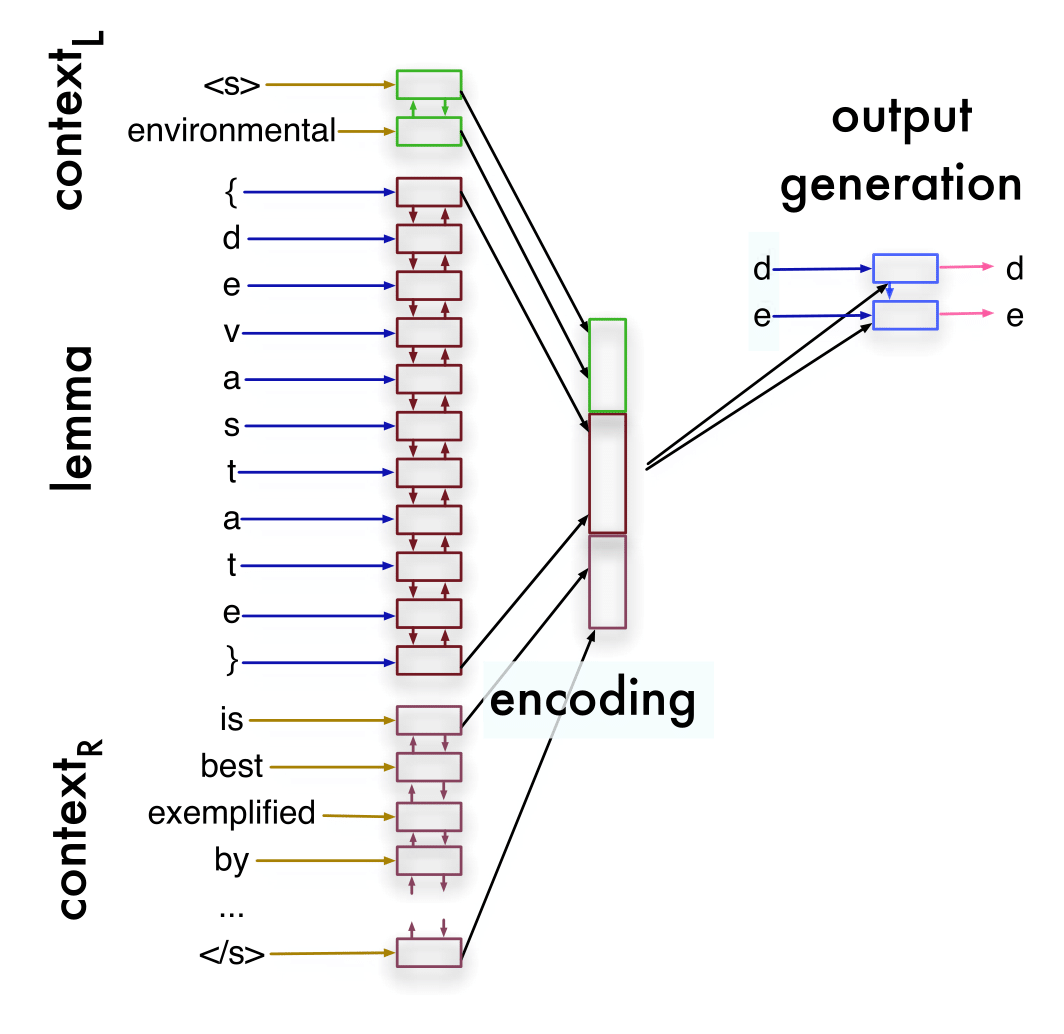 context_L
<s>
environmental
lemma
{
d
e
v
a
s
t
a
t
e
}
context_R
is
best
exemplified
by
...
</s>
encoding
output
generation
d d
e e